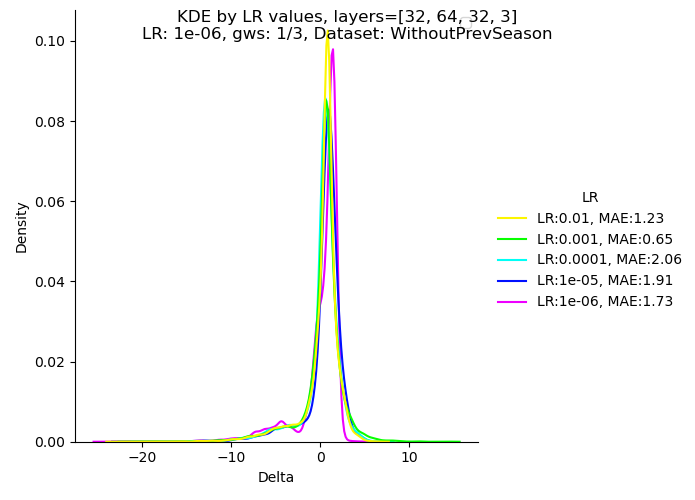 KDE by LR values, layers=[32, 64, 32, 3]
LR: 1e-06, gws: 1/3, Dataset: WithoutPrevSeason
0.10
0.08
0.06
0.04
0.02
0.00
Density
−20
−10
0
10
Delta
LR
LR:0.01, MAE:1.23
LR:0.001, MAE:0.65
LR:0.0001, MAE:2.06
LR:1e-05, MAE:1.91
LR:1e-06, MAE:1.73